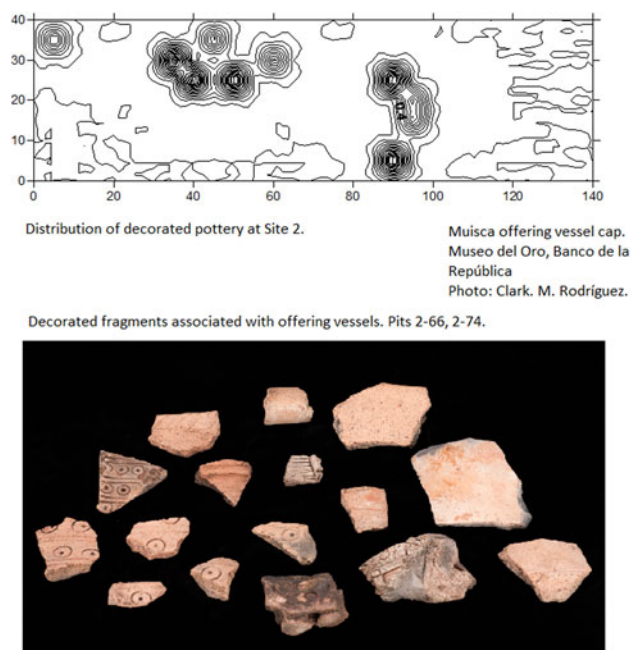 40
30
20
10
0
0 20 40 60 80 100 120 140
0.4
Distribution of decorated pottery at Site 2.
Muisca offering vessel cap.
Museo del Oro, Banco de la
República
Photo: Clark. M. Rodríguez.
Decorated fragments associated with offering vessels. Pits 2-66, 2-74.